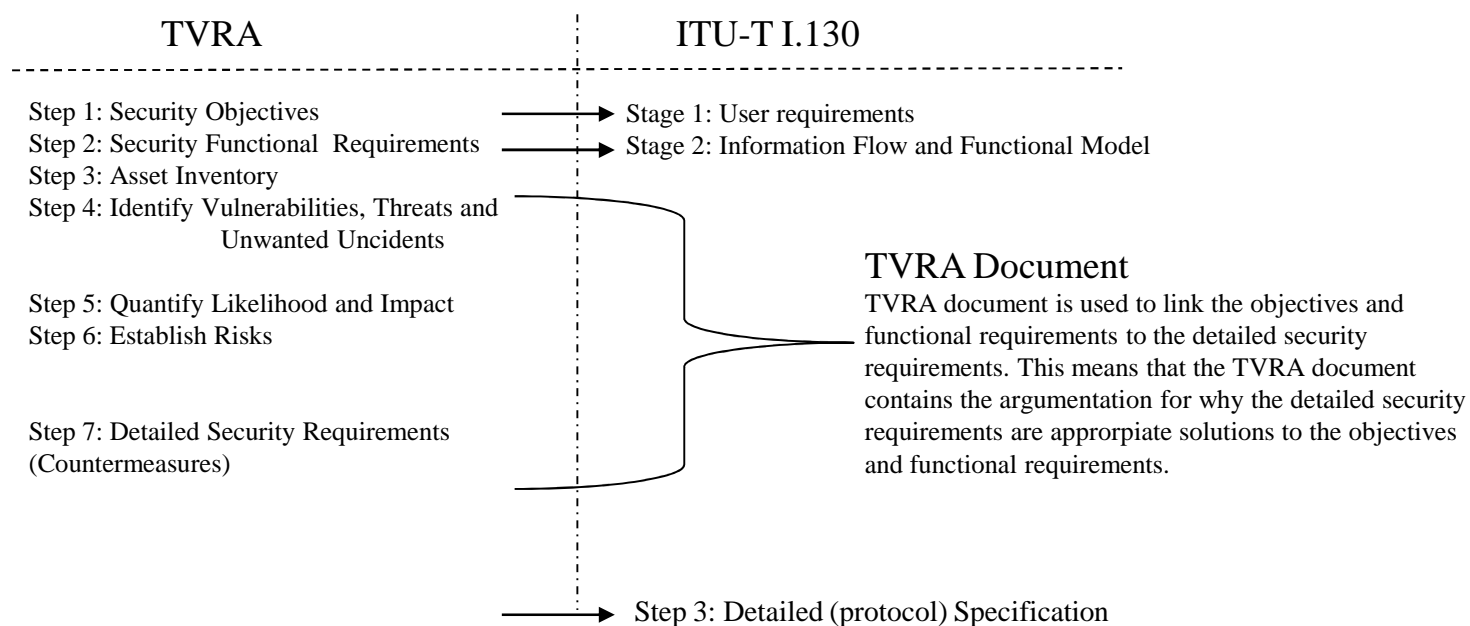 TVRA
ITU-T I.130
Step 1: Security Objectives
Stage 1: User requirements
Step 2: Security Functional Requirements
Stage 2: Information Flow and Functional Model
Step 3: Asset Inventory
Step 4: Identify Vulnerabilities, Threats and
Unwanted Uncidents
Step 5: Quantify Likelihood and Impact
Step 6: Establish Risks
Step 7: Detailed Security Requirements
(Countermeasures)
TVRA Document
TVRA document is used to link the objectives and
functional requirements to the detailed security
requirements. This means that the TVRA document
contains the argumentation for why the detailed security
requirements are approrpiate solutions to the objectives
and functional requirements.
Step 3: Detailed (protocol) Specification